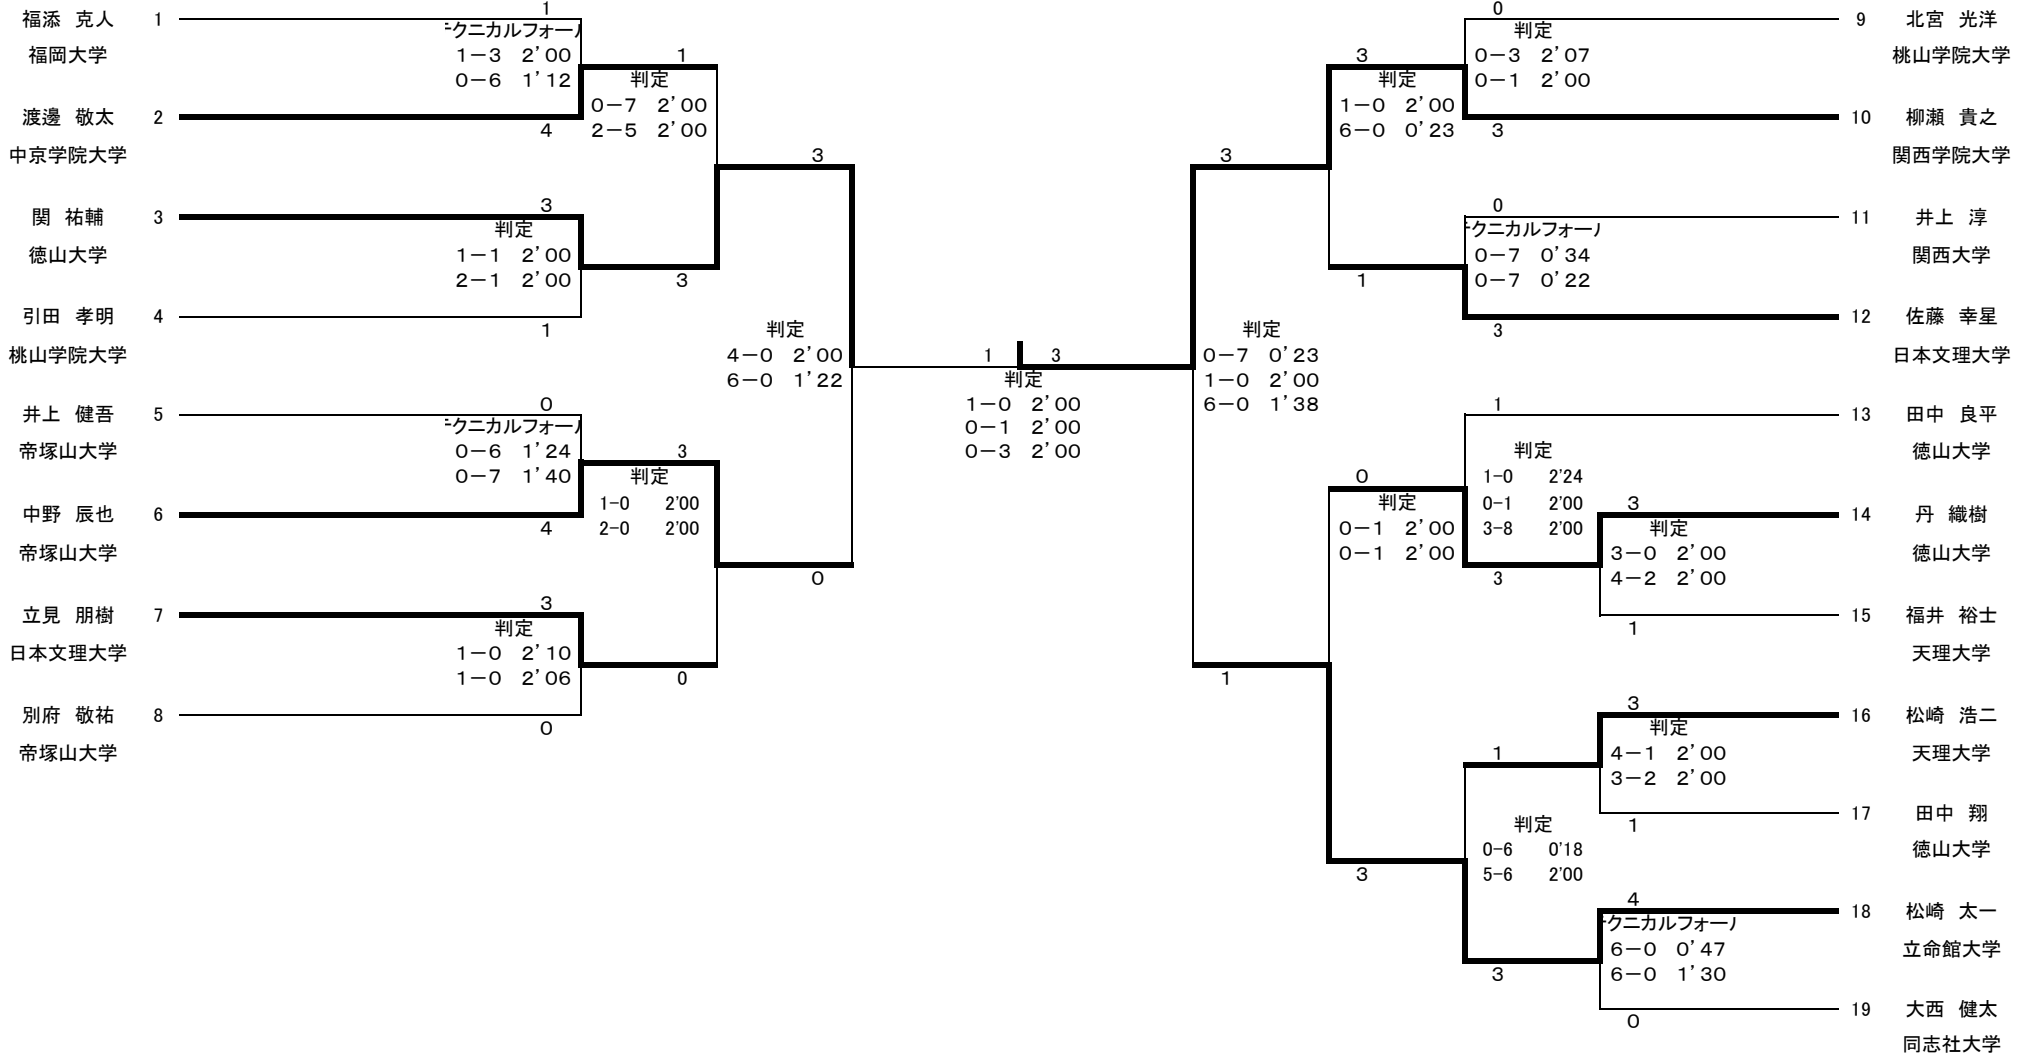 福添 克人 1
福岡大学
渡邊 敬太 2
中京学院大学
関 祐輔 3
徳山大学
引田 孝明 4
桃山学院大学
井上 健吾 5
帝塚山大学
中野 辰也 6
帝塚山大学
立見 朋樹 7
日本文理大学
別府 敬祐 8
帝塚山大学
1
テクニカルフォール
1－3 2’00
0－6 1’12
4
3
判定
1－1 2’00
2－1 2’00
1
0
テクニカルフォール
0－6 1’24
0－7 1’40
4
3
判定
1－0 2’10
1－0 2’06
0
1
判定
0－7 2’00
2－5 2’00
3
3
判定
1-0 2'00
2-0 2'00
0
3
判定
4－0 2’00
6－0 1’22
0
1 3
判定
1－0 2’00
0－1 2’00
0－3 2’00
3
判定
0－7 0’23
1－0 2’00
6－0 1’38
1
3
判定
1－0 2’00
6－0 0’23
1
0
判定
0－1 2’00
0－1 2’00
3
0
判定
0－3 2’07
0－1 2’00
3
0
テクニカルフォール
0－7 0’34
0－7 0’22
3
1
判定
1-0 2'24
0-1 2'00
3-8 2'00
3
1
判定
0-6 0'18
5-6 2'00
3
3
判定
3－0 2’00
4－2 2’00
1
3
判定
4－1 2’00
3－2 2’00
1
4
テクニカルフォール
6－0 0’47
6－0 1’30
0
9 北宮 光洋
桃山学院大学
10 柳瀬 貴之
関西学院大学
11 井上 淳
関西大学
12 佐藤 幸星
日本文理大学
13 田中 良平
徳山大学
14 丹 織樹
徳山大学
15 福井 裕士
天理大学
16 松崎 浩二
天理大学
17 田中 翔
徳山大学
18 松崎 太一
立命館大学
19 大西 健太
同志社大学